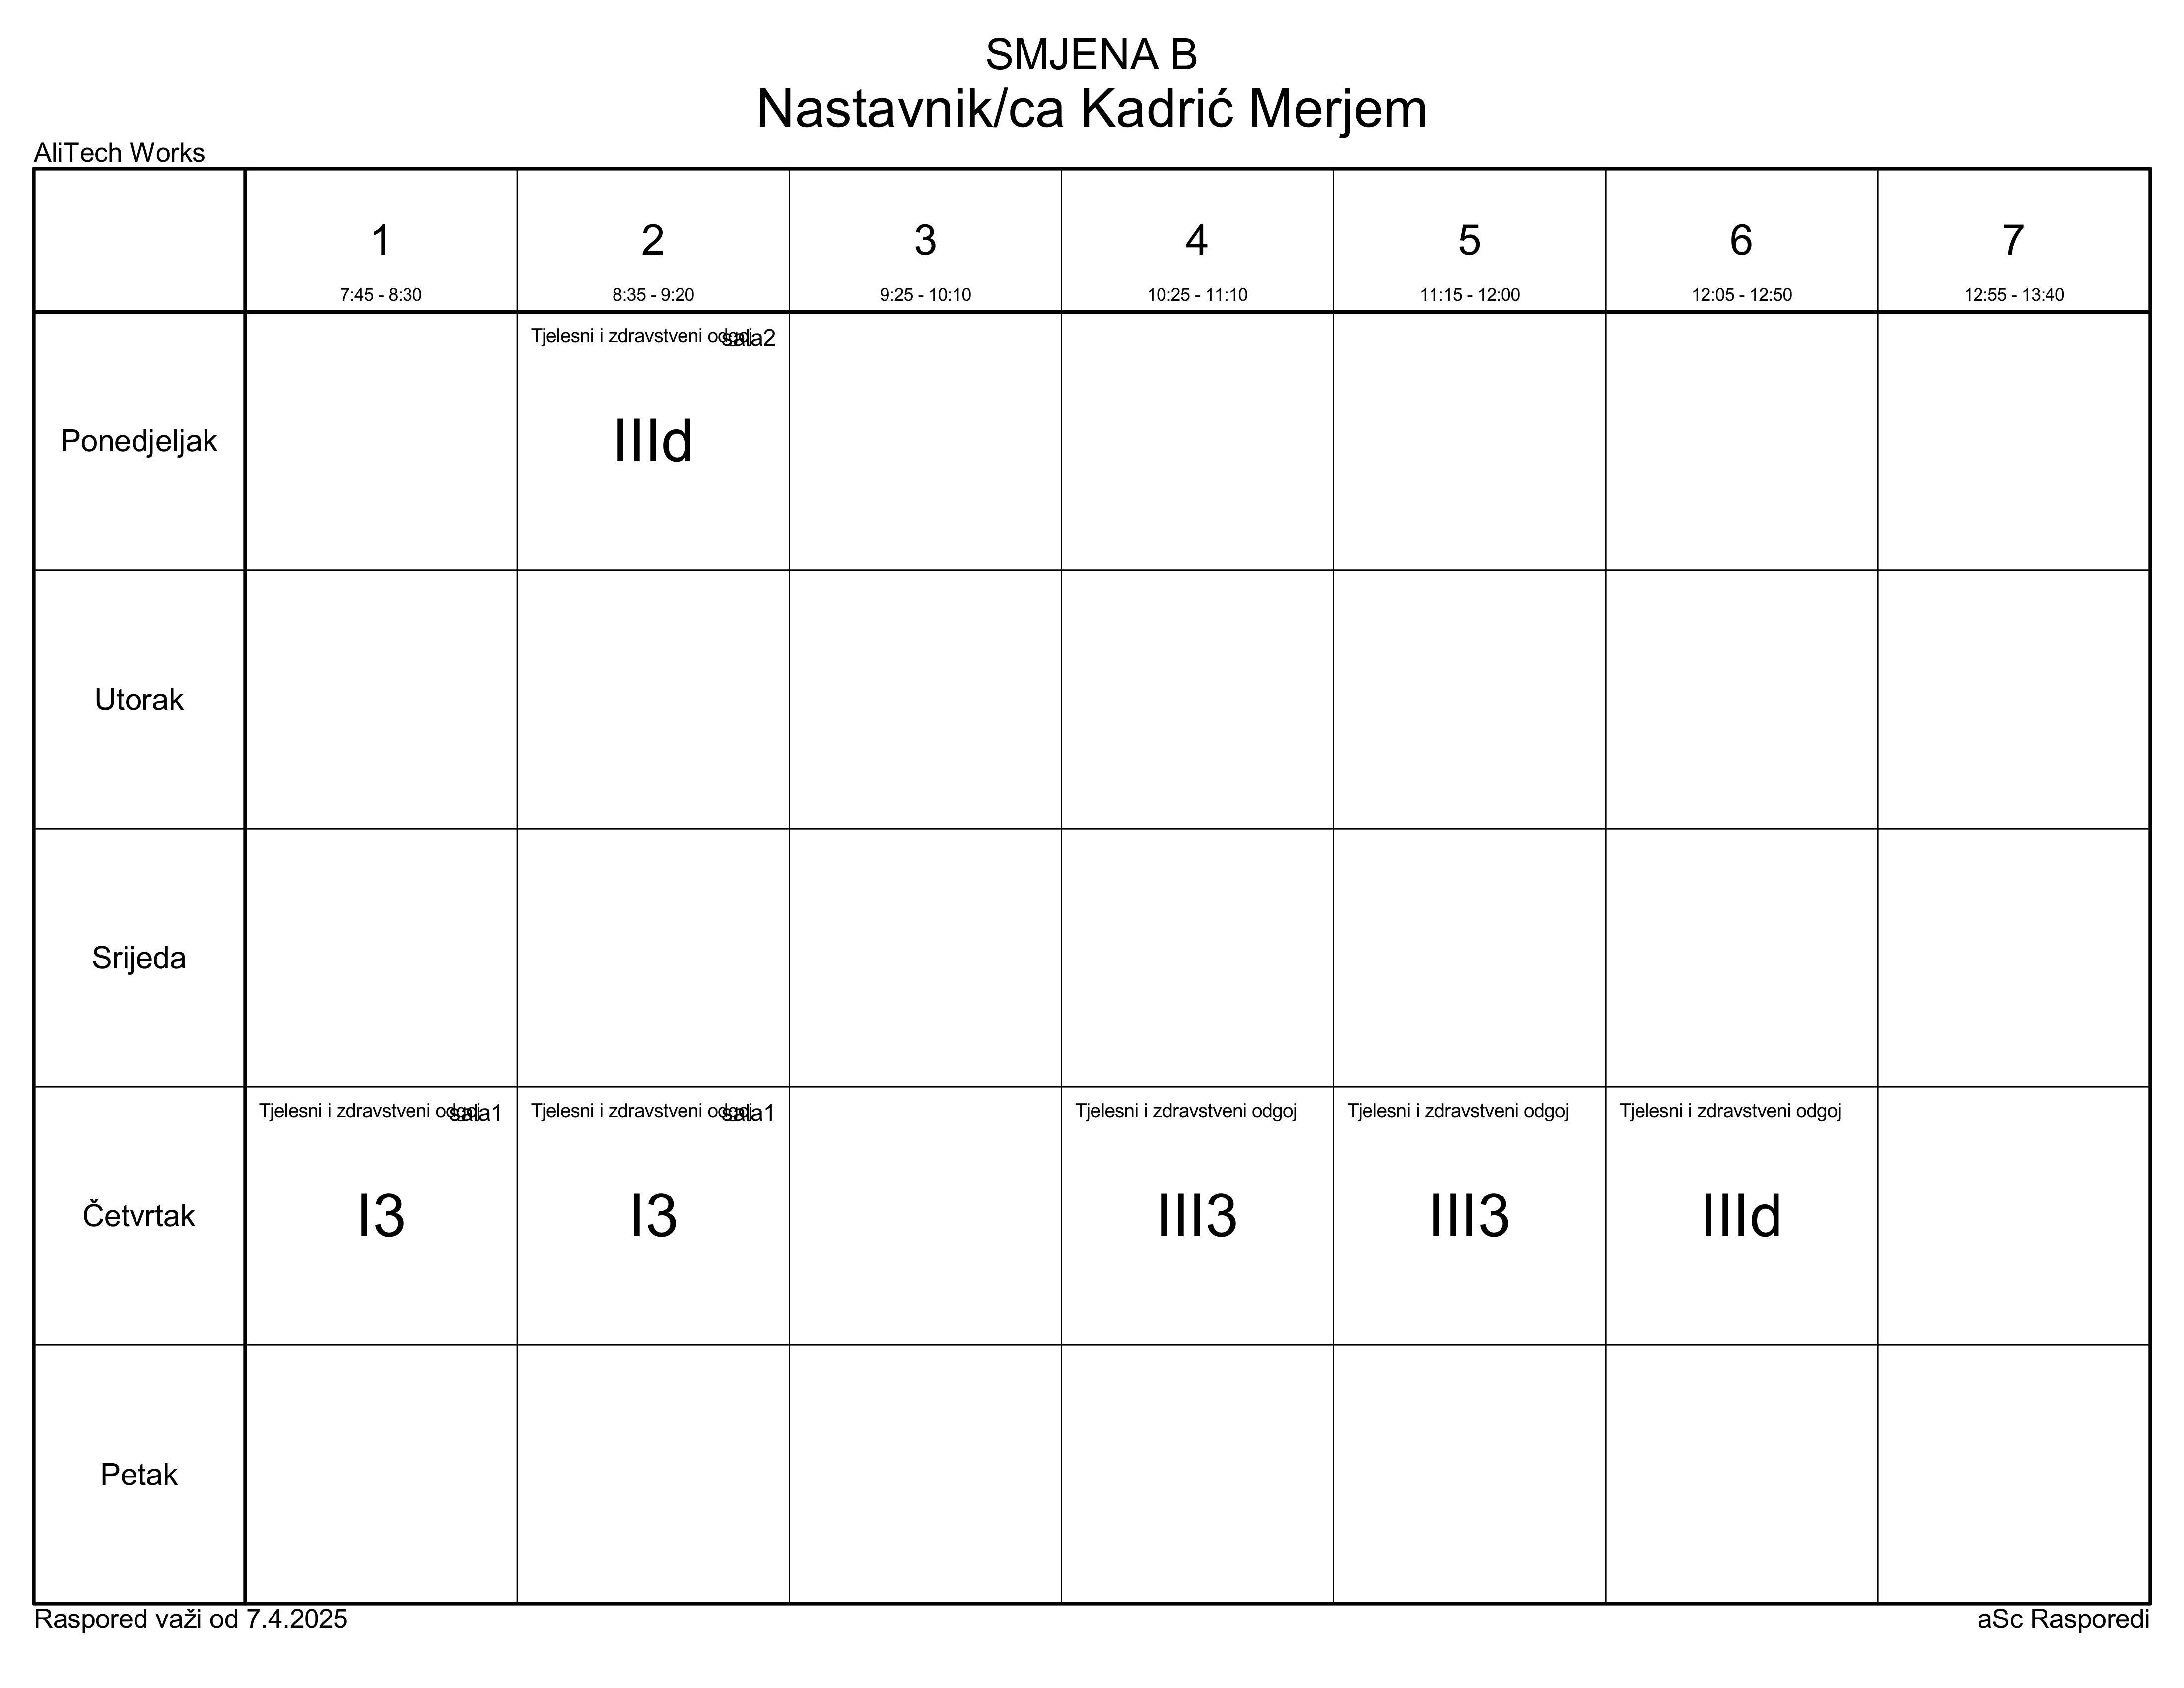 SMJENA B
Nastavnik/ca Kadrić Merjem
AliTech Works
1 2 3 4 5 6 7
7:45 - 8:30 8:35 - 9:20 9:25 - 10:10 10:25 - 11:10 11:15 - 12:00 12:05 - 12:50 12:55 - 13:40
Tjelesni i zdravstveni odgoj sala2
Ponedjeljak IIId
Utorak
Srijeda
Tjelesni i zdravstveni odgoj sala1 Tjelesni i zdravstveni odgoj sala1 Tjelesni i zdravstveni odgoj Tjelesni i zdravstveni odgoj Tjelesni i zdravstveni odgoj
Četvrtak I3 I3 III3 III3 IIId
Petak
Raspored važi od 7.4.2025 aSc Rasporedi